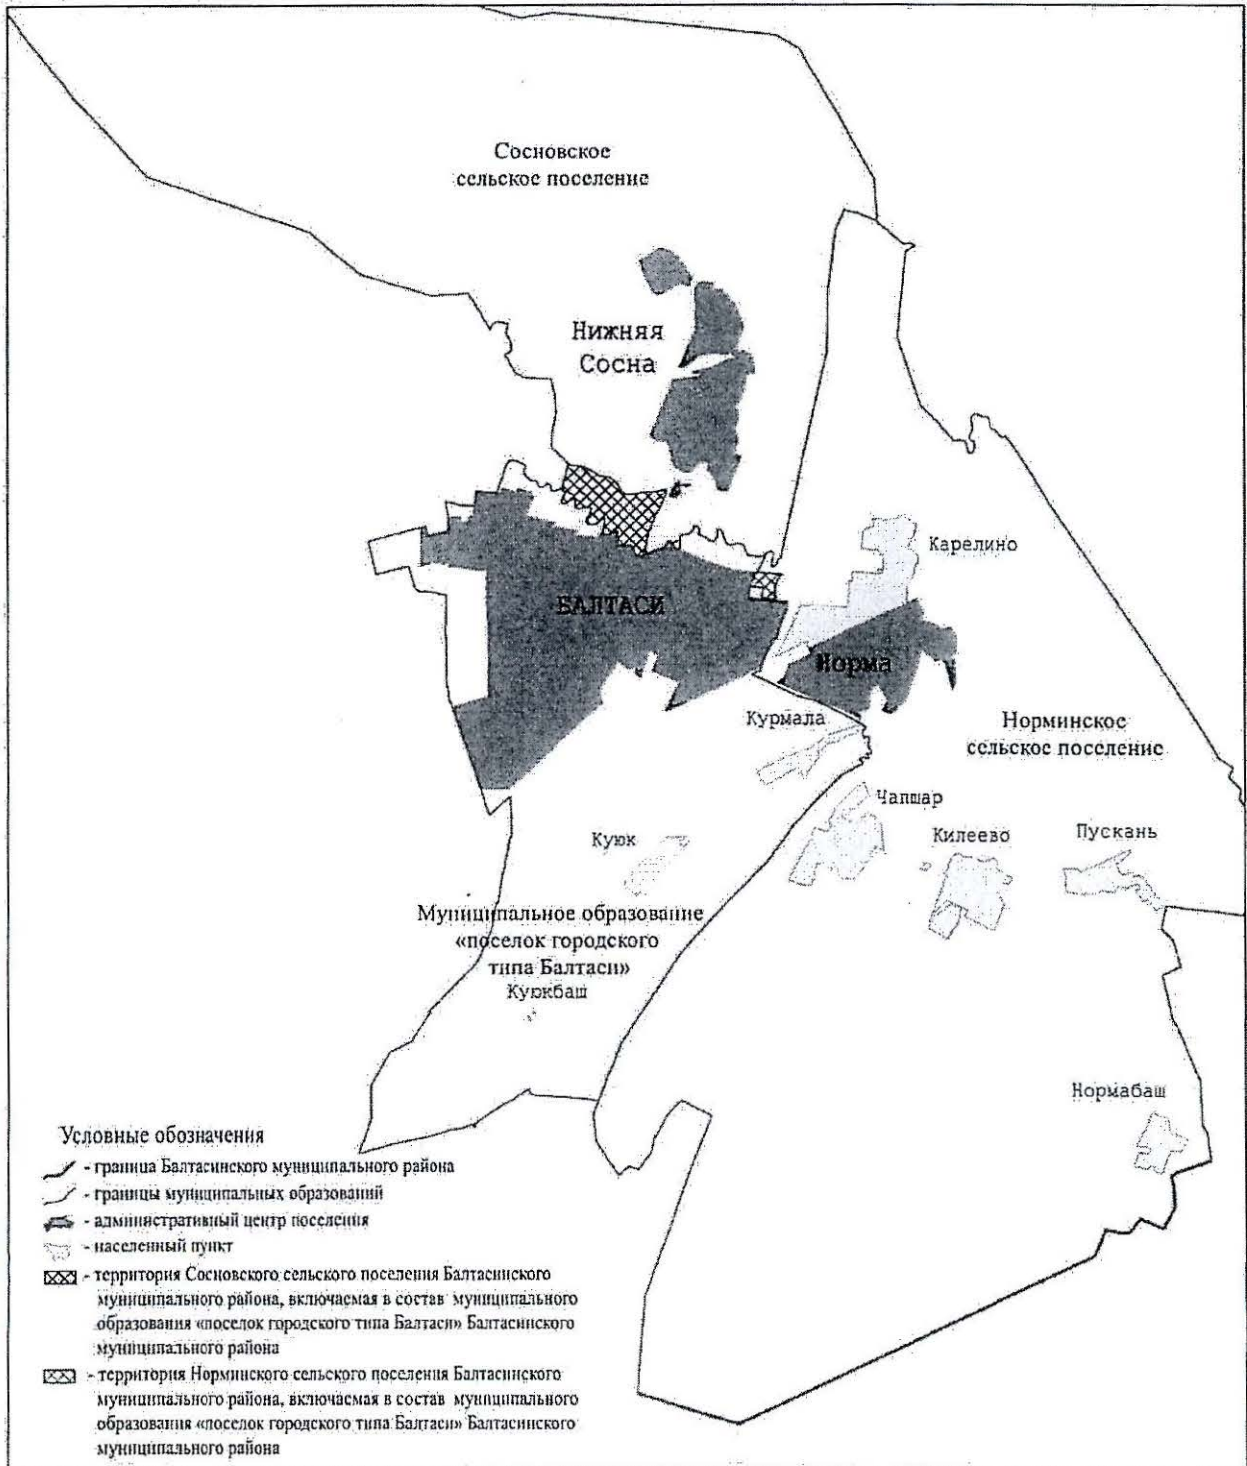 Сосновское
сельское поселение
Нижняя
Сосна
Карелино
БАЛТАСИ
Норма
Курмала
Норминское
сельское поселение
Чапшар
Куюк
Килеево
Пускань
Муниципальное образование
«поселок городского
типа Балтаси»
Куюкбаш
Нормабаш
Условные обозначения
- граница Балтасинского муниципального района
- границы муниципальных образований
- административный центр поселения
- населенный пункт
- территория Сосновского сельского поселения Балтасинского
муниципального района, включаемая в состав муниципального
образования «поселок городского типа Балтаси» Балтасинского
муниципального района
- территория Норминского сельского поселения Балтасинского
муниципального района, включаемая в состав муниципального
образования «поселок городского типа Балтаси» Балтасинского
муниципального района